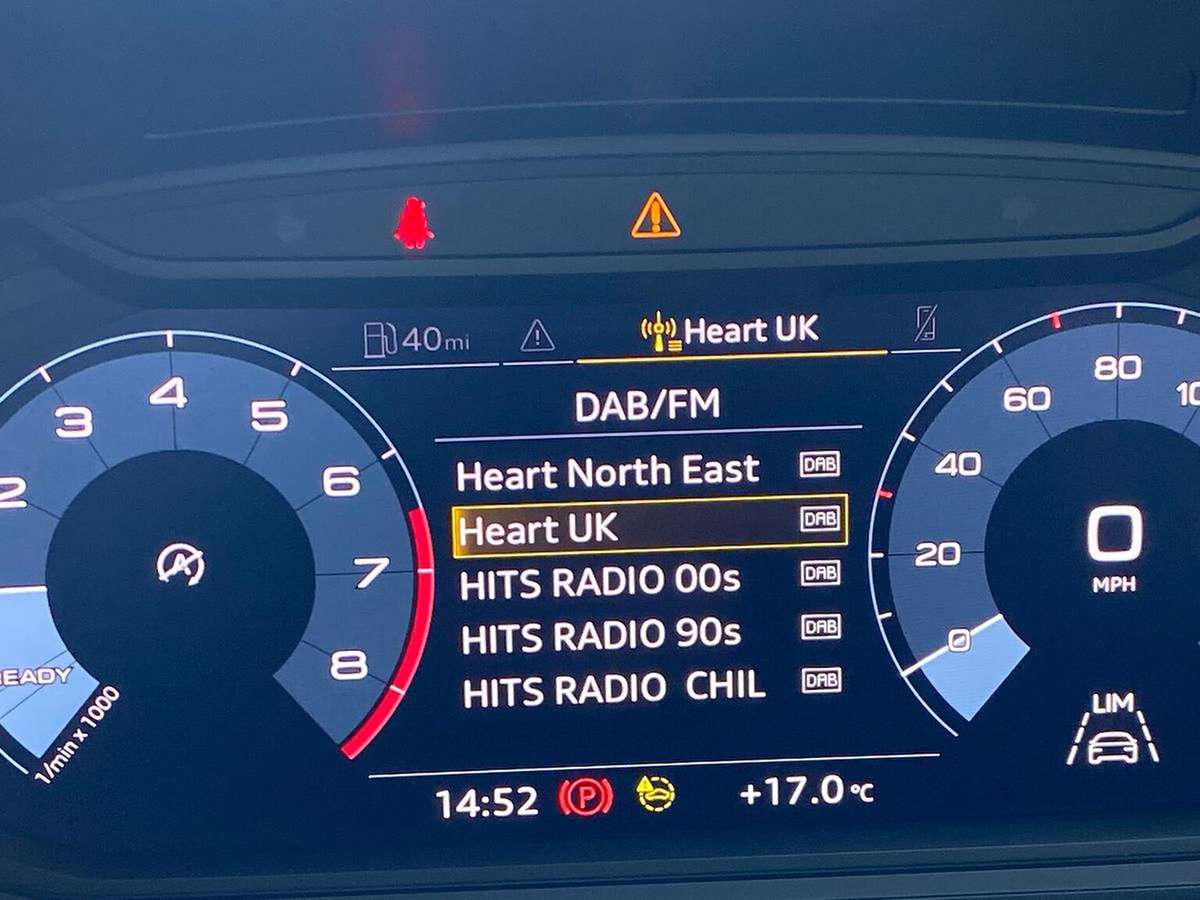 40mi
Heart UK
DAB/FM
Heart North East DAB
Heart UK DAB
HITS RADIO 00s DAB
HITS RADIO 90s DAB
HITS RADIO CHIL DAB
14:52 P +17.0 °C
2 3 4 5 6 7 8
A
READY
1/min x 1000
0 20 40 60 80 10
0
MPH
LIM